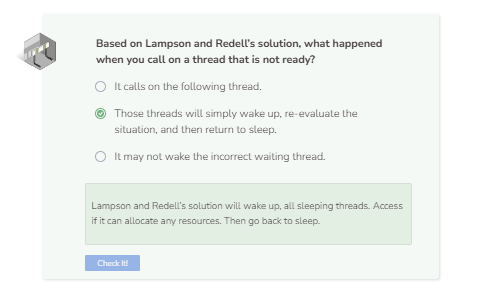 Based on Lampson and Redell's solution, what happened
when you call on a thread that is not ready?
It calls on the following thread.
Those threads will simply wake up, re-evaluate the
situation, and then return to sleep.
It may not wake the incorrect waiting thread.
Lampson and Redell's solution will wake up, all sleeping threads. Access
if it can allocate any resources. Then go back to sleep.
Check It!